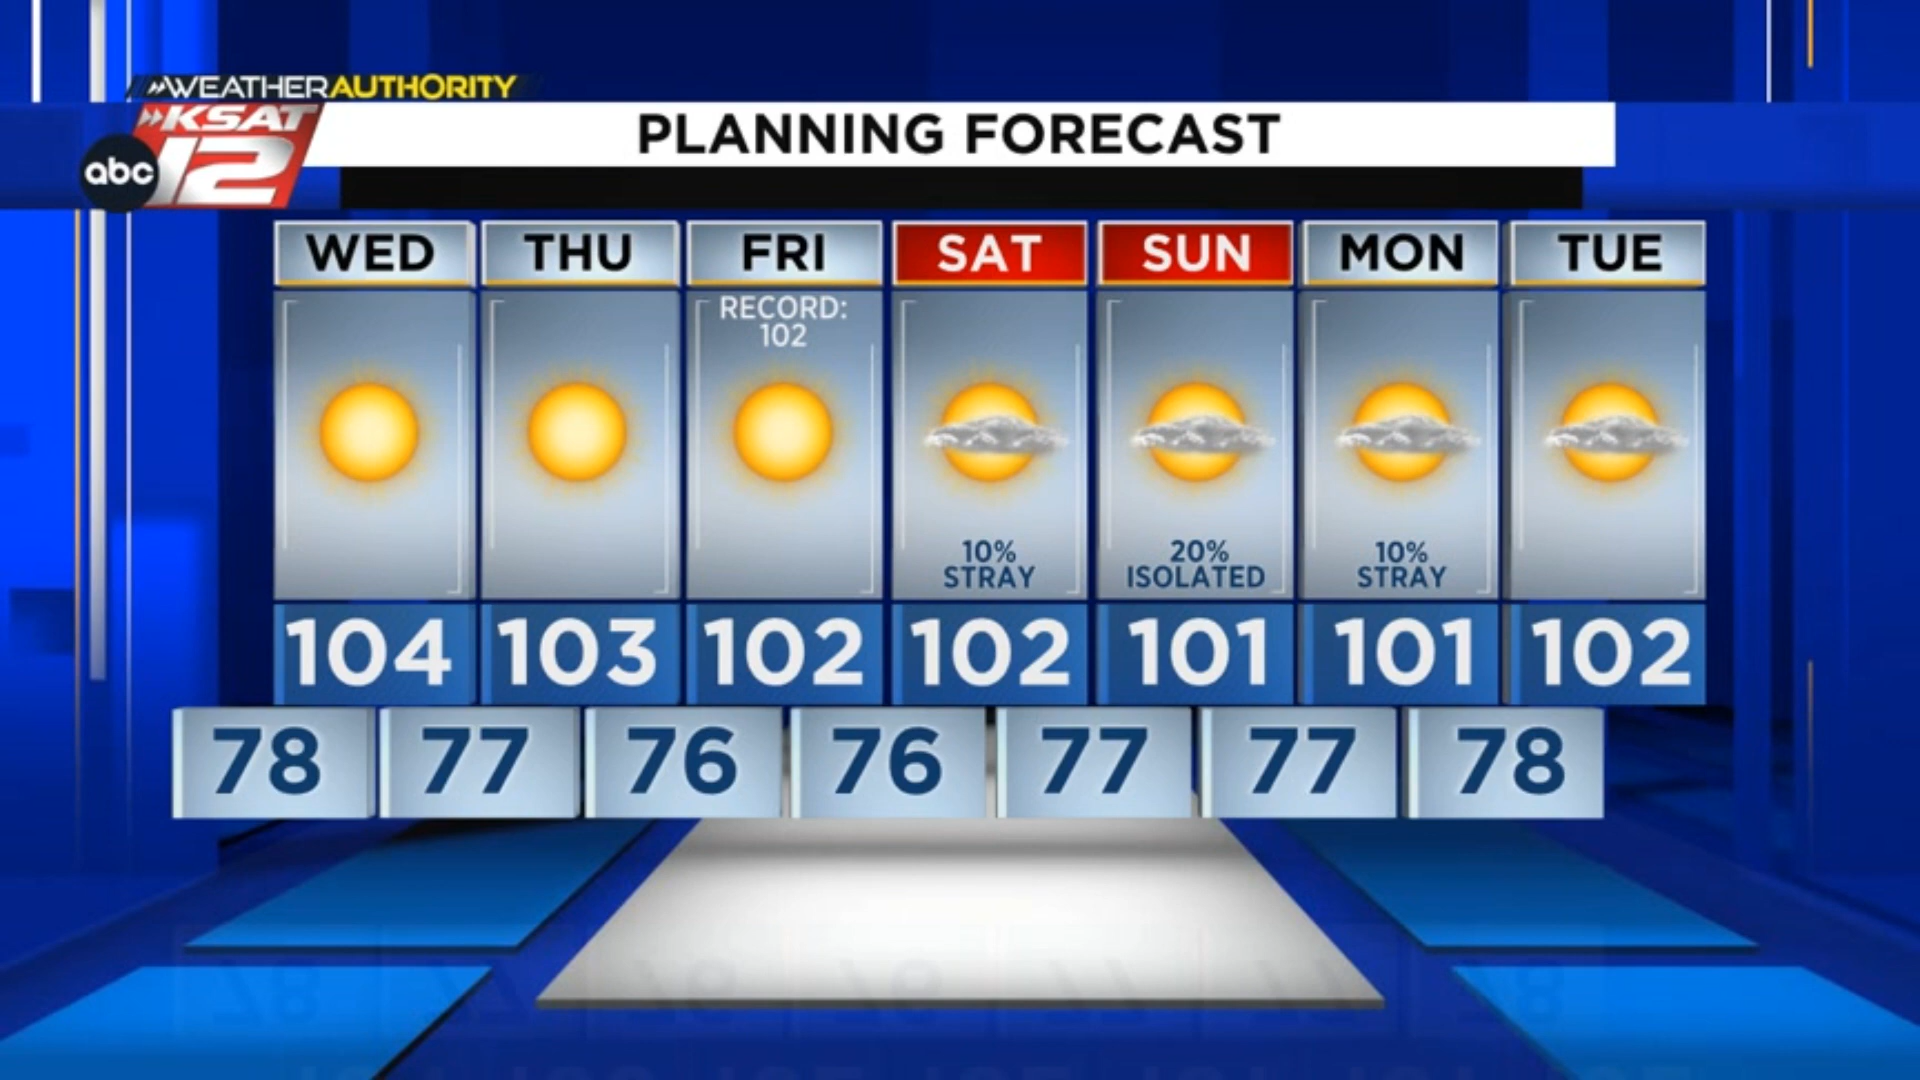 WEATHERAUTHORITY
KSAT
abc 12
PLANNING FORECAST
WED THU FRI SAT SUN MON TUE
RECORD:
102
10% 20% 10%
STRAY ISOLATED STRAY
104 103 102 102 101 101 102
78 77 76 76 77 77 78